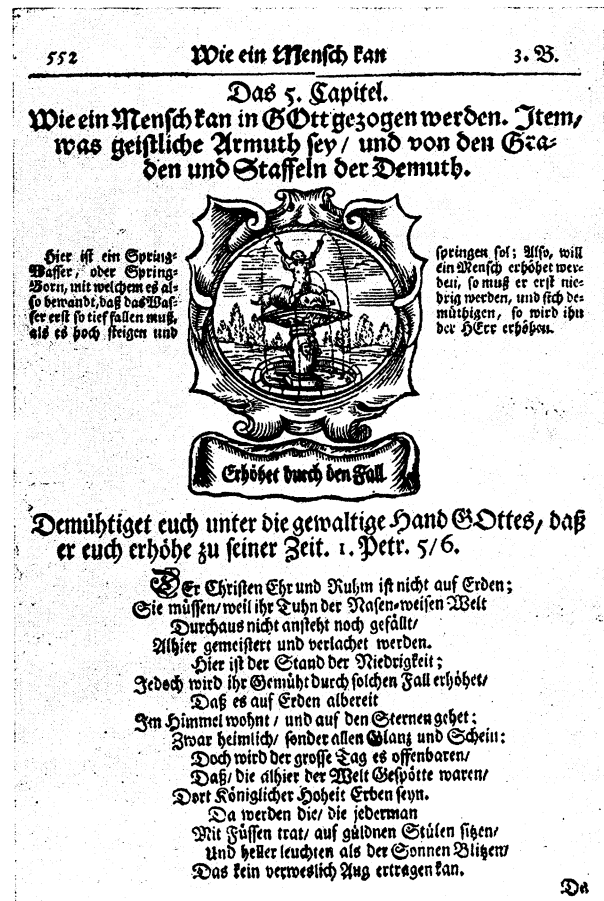 552 Wie ein Mensch kan 3. B.
Das 5. Capitel.
Wie ein Mensch kan in GOtt gezogen werden. Item/
was geistliche Armuth sey/ und von den Gra-
den und Staffeln der Demuth.
Hier ist ein Spring-
Wasser, oder Spring-
Born, mit welchem es al-
so bewandt, daß das Was-
ser erst so tief fallen muß,
als es hoch steigen und
springen sol; Also, will
ein Mensch erhöhet wer-
den, so muß er erst nie-
drig werden, und sich de-
müthigen, so wird ihn
der HErr erhöhen.
Erhöhet durch den Fall
Demühtiget euch unter die gewaltige Hand GOttes/ daß
er euch erhöhe zu seiner Zeit. 1. Petr. 5/6.
DEr Christen Ehr und Ruhm ist nicht auf Erden;
Sie müssen/ weil ihr Tuhn der Nasen-weisen Welt
Durchaus nicht ansteht noch gefällt/
Alhier gemeistert und verlachet werden.
Hier ist der Stand der Niedrigkeit;
Jedoch wird ihr Gemüht durch solchen Fall erhöhet/
Daß es auf Erden albereit
Im Himmel wohnt/ und auf den Sternen gehet:
Zwar heimlich/ sonder allen Glanz und Schein:
Doch wird der grosse Tag es offenbaren/
Daß/ die alhier der Welt Gespötte waren/
Dort Königlicher Hoheit Erben seyn.
Da werden die/ die jederman
Mit Füssen trat/ auf güldnen Stülen sitzen/
Und heller leuchten als der Sonnen Blitzen/
Das kein verweslich Aug ertragen kan.
Da